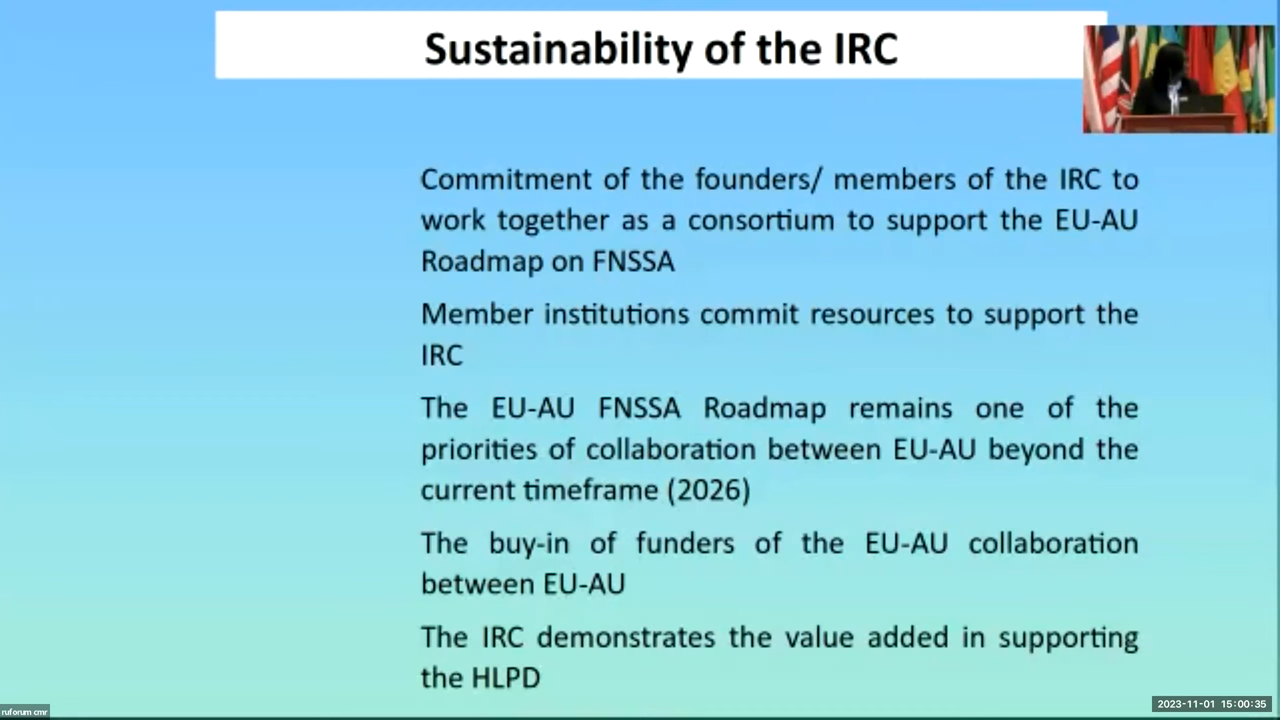 Sustainability of the IRC
Commitment of the founders/ members of the IRC to
work together as a consortium to support the EU-AU
Roadmap on FNSSA
Member institutions commit resources to support the
IRC
The EU-AU FNSSA Roadmap remains one of the
priorities of collaboration between EU-AU beyond the
current timeframe (2026)
The buy-in of funders of the EU-AU collaboration
between EU-AU
The IRC demonstrates the value added in supporting
the HLPD
ruforum cmr
2023-11-01 15:00:35